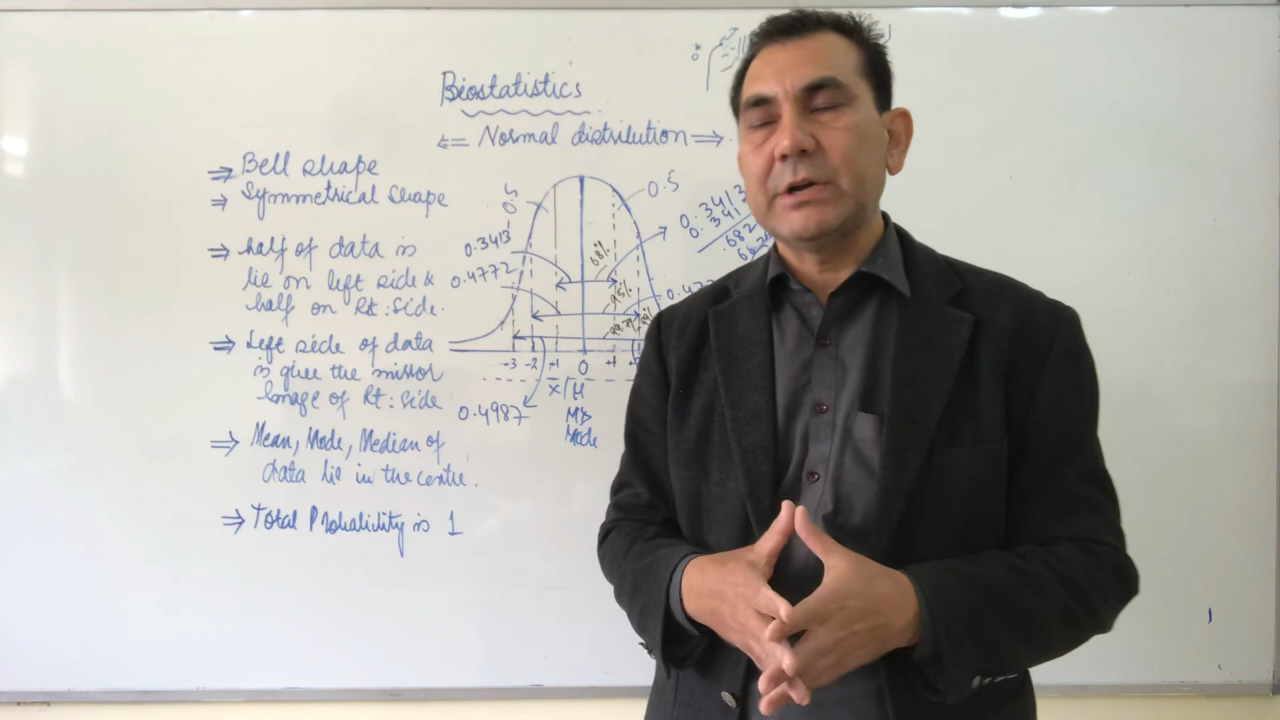 Biostatistics
⇐ Normal distribution ⇒
⇒ Bell shape
⇒ Symmetrical shape
⇒ half of data is
lie on left side &
half on Rt: Side.
⇒ Left side of data
is give the mirror
Image of Rt: Side
⇒ Mean, Mode, Median of
data lie in the centre.
⇒ Total Probability is 1
0.5
0.5
0.3413
0.4772
0.3413
68%
95%
99.7%
-3 -2 +1 0 +1
X/M
0.4987
Mode